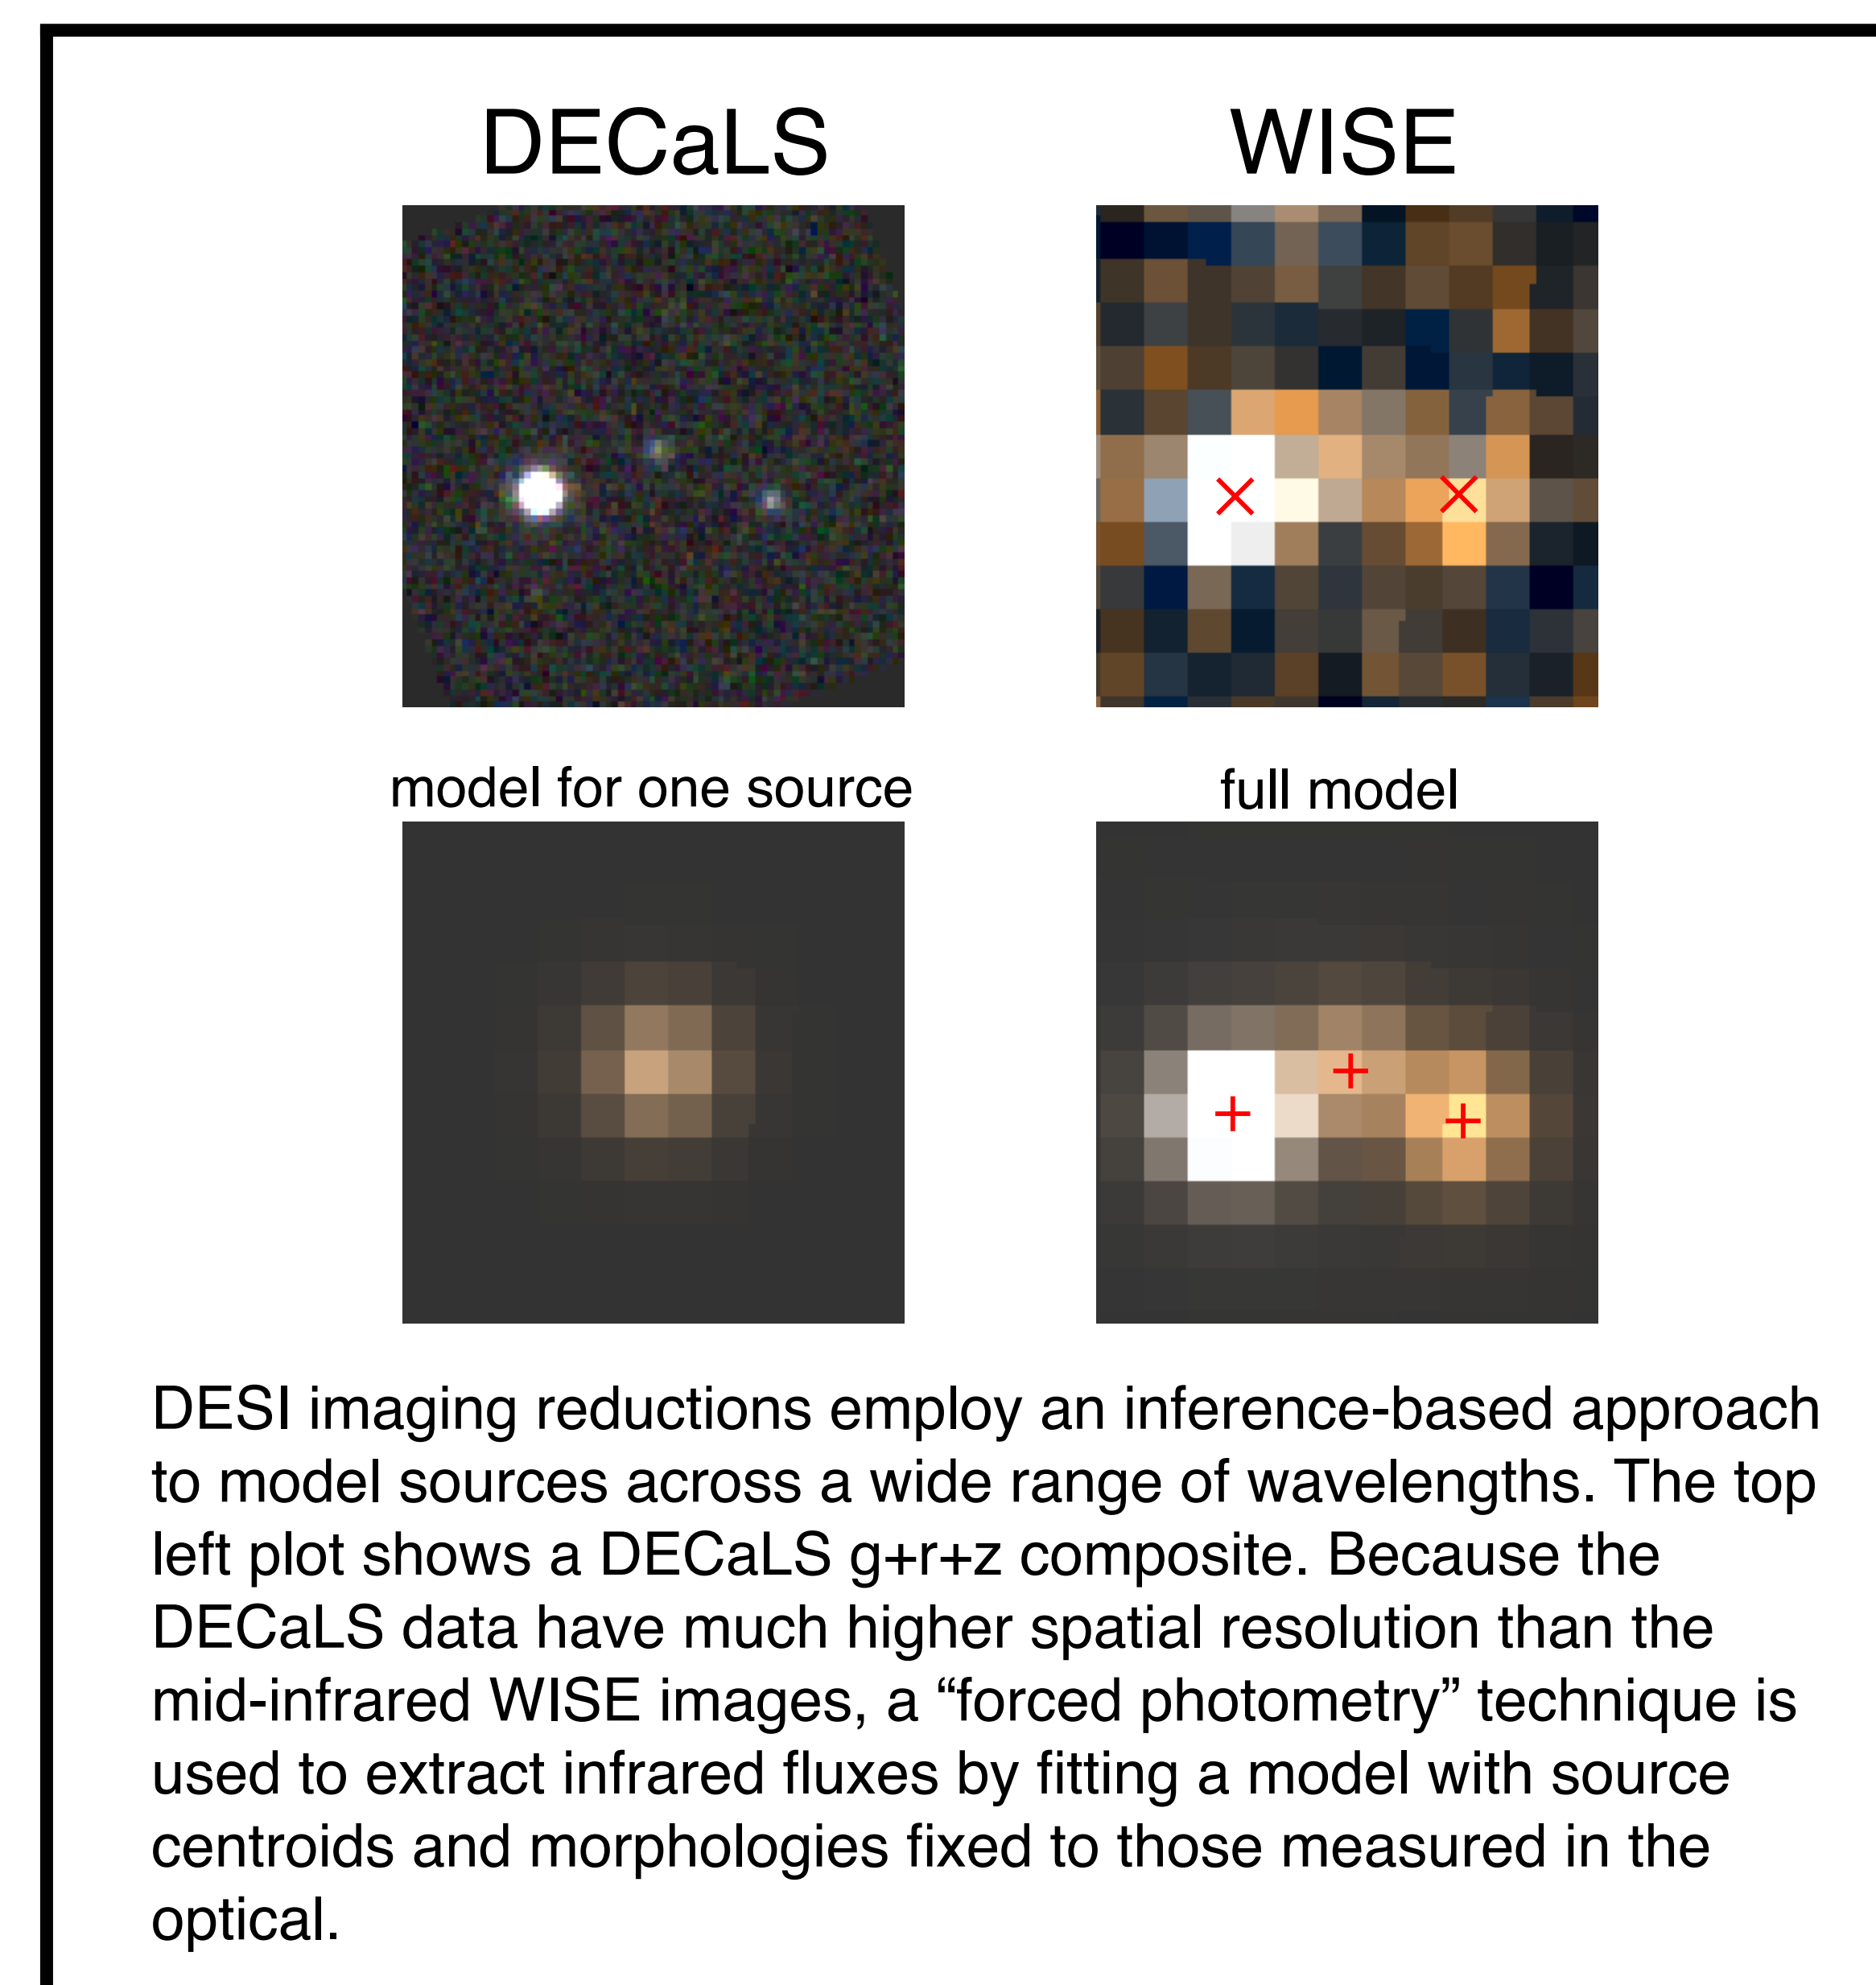 DECaLS
WISE
model for one source
full model
DESI imaging reductions employ an inference-based approach
to model sources across a wide range of wavelengths. The top
left plot shows a DECaLS g+r+z composite. Because the
DECaLS data have much higher spatial resolution than the
mid-infrared WISE images, a “forced photometry” technique is
used to extract infrared fluxes by fitting a model with source
centroids and morphologies fixed to those measured in the
optical.